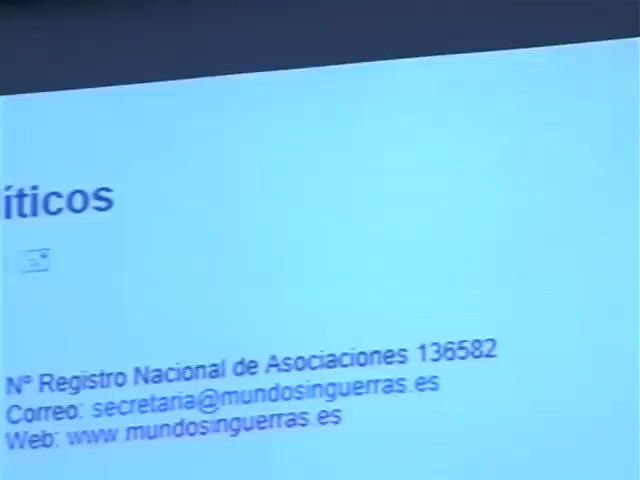 íticos
Nº Registro Nacional de Asociaciones 136582
Correo: secretaria@mundosinguerras.es
Web: www.mundosinguerras.es